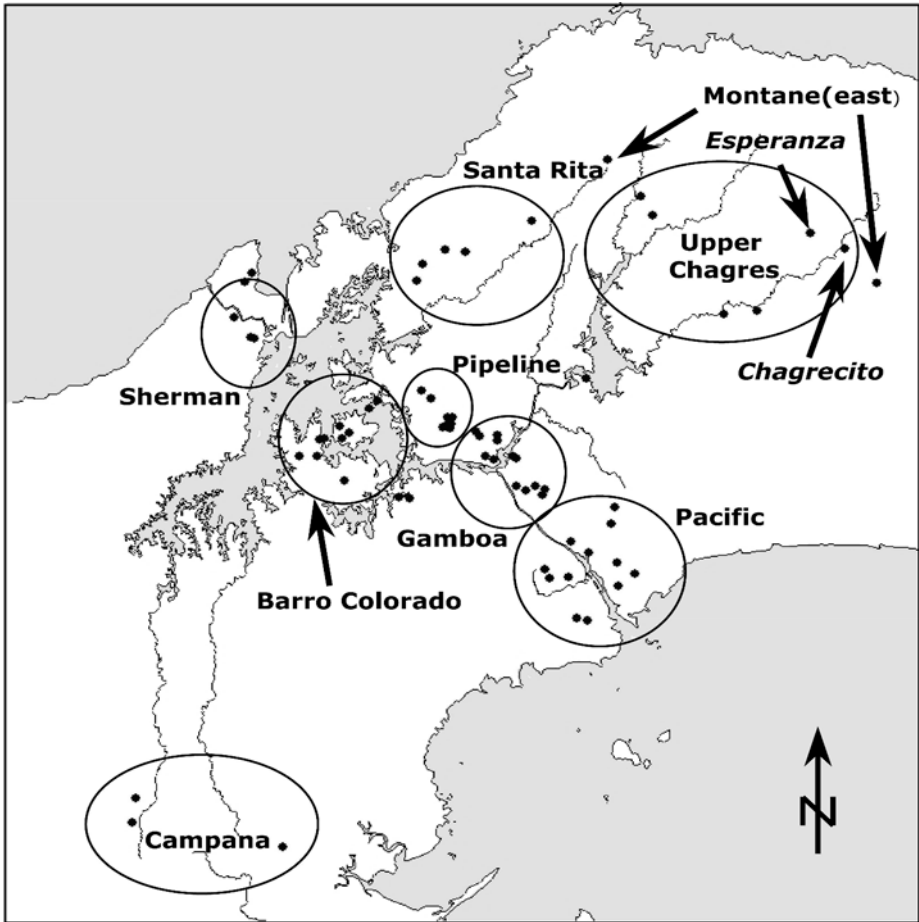 Montane(east)
Esperanza
Santa Rita
Upper
Chagres
Pipeline
Chagrecito
Sherman
Pacific
Gamboa
Barro Colorado
Campana
N